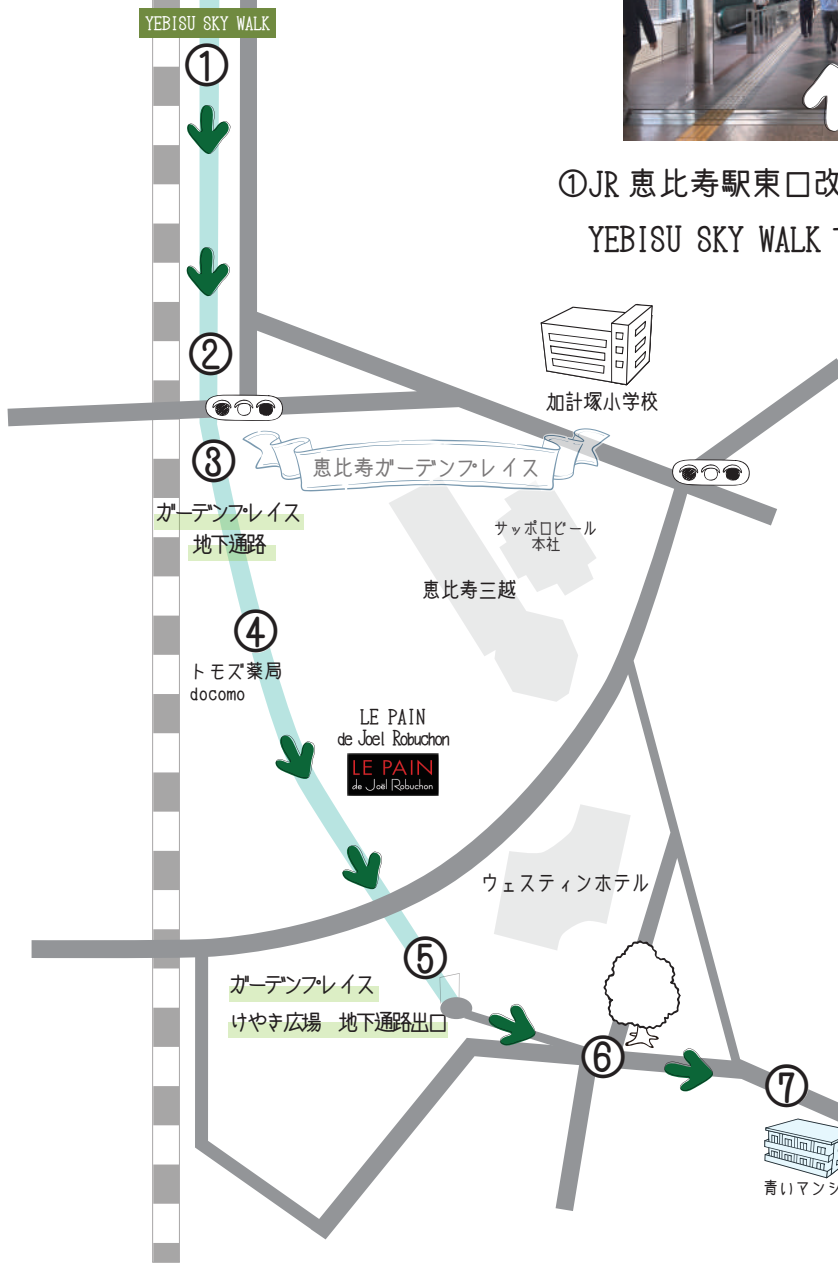 YEBISU SKY WALK
①
①JR 恵比寿駅東口改
YEBISU SKY WALK
②
加計塚小学校
③
恵比寿ガーデンプレイス
ガーデンプレイス
地下通路
サッポロビール
本社
恵比寿三越
④
トモズ薬局
docomo
LE PAIN
de Joel Robuchon
LE PAIN
de Joël Robuchon
ウェスティンホテル
⑤
ガーデンプレイス
けやき広場 地下通路出口
⑥
⑦
青いマンシ